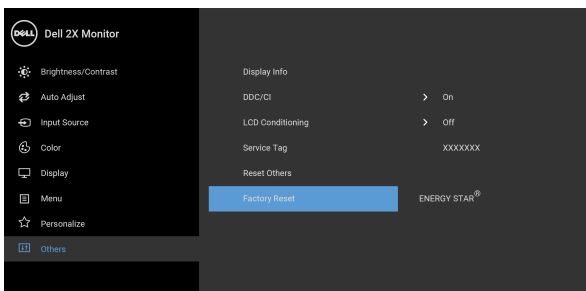 DELL Dell 2X Monitor
Brightness/Contrast Display Info
Auto Adjust DDC/CI > On
Input Source LCD Conditioning > Off
Color Service Tag XXXXXXX
Display Reset Others
Menu Factory Reset ENERGY STAR®
Personalize
Others